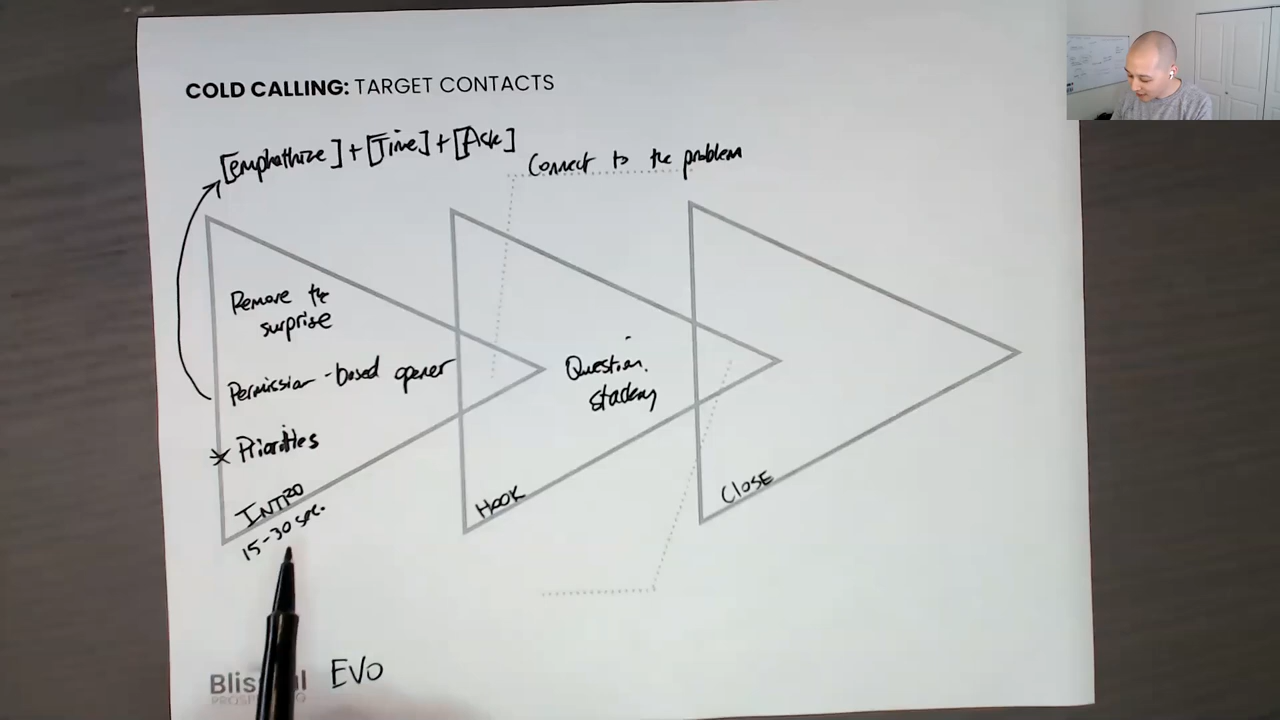 COLD CALLING: TARGET CONTACTS
[emphathize] + [Time] + [Ask]
Connect to the problem
Remove the
surprise
Permission-based opener
* Priorities
INTRO
15-30 sec.
Question
stacking
HOOK
CLOSE
EVO